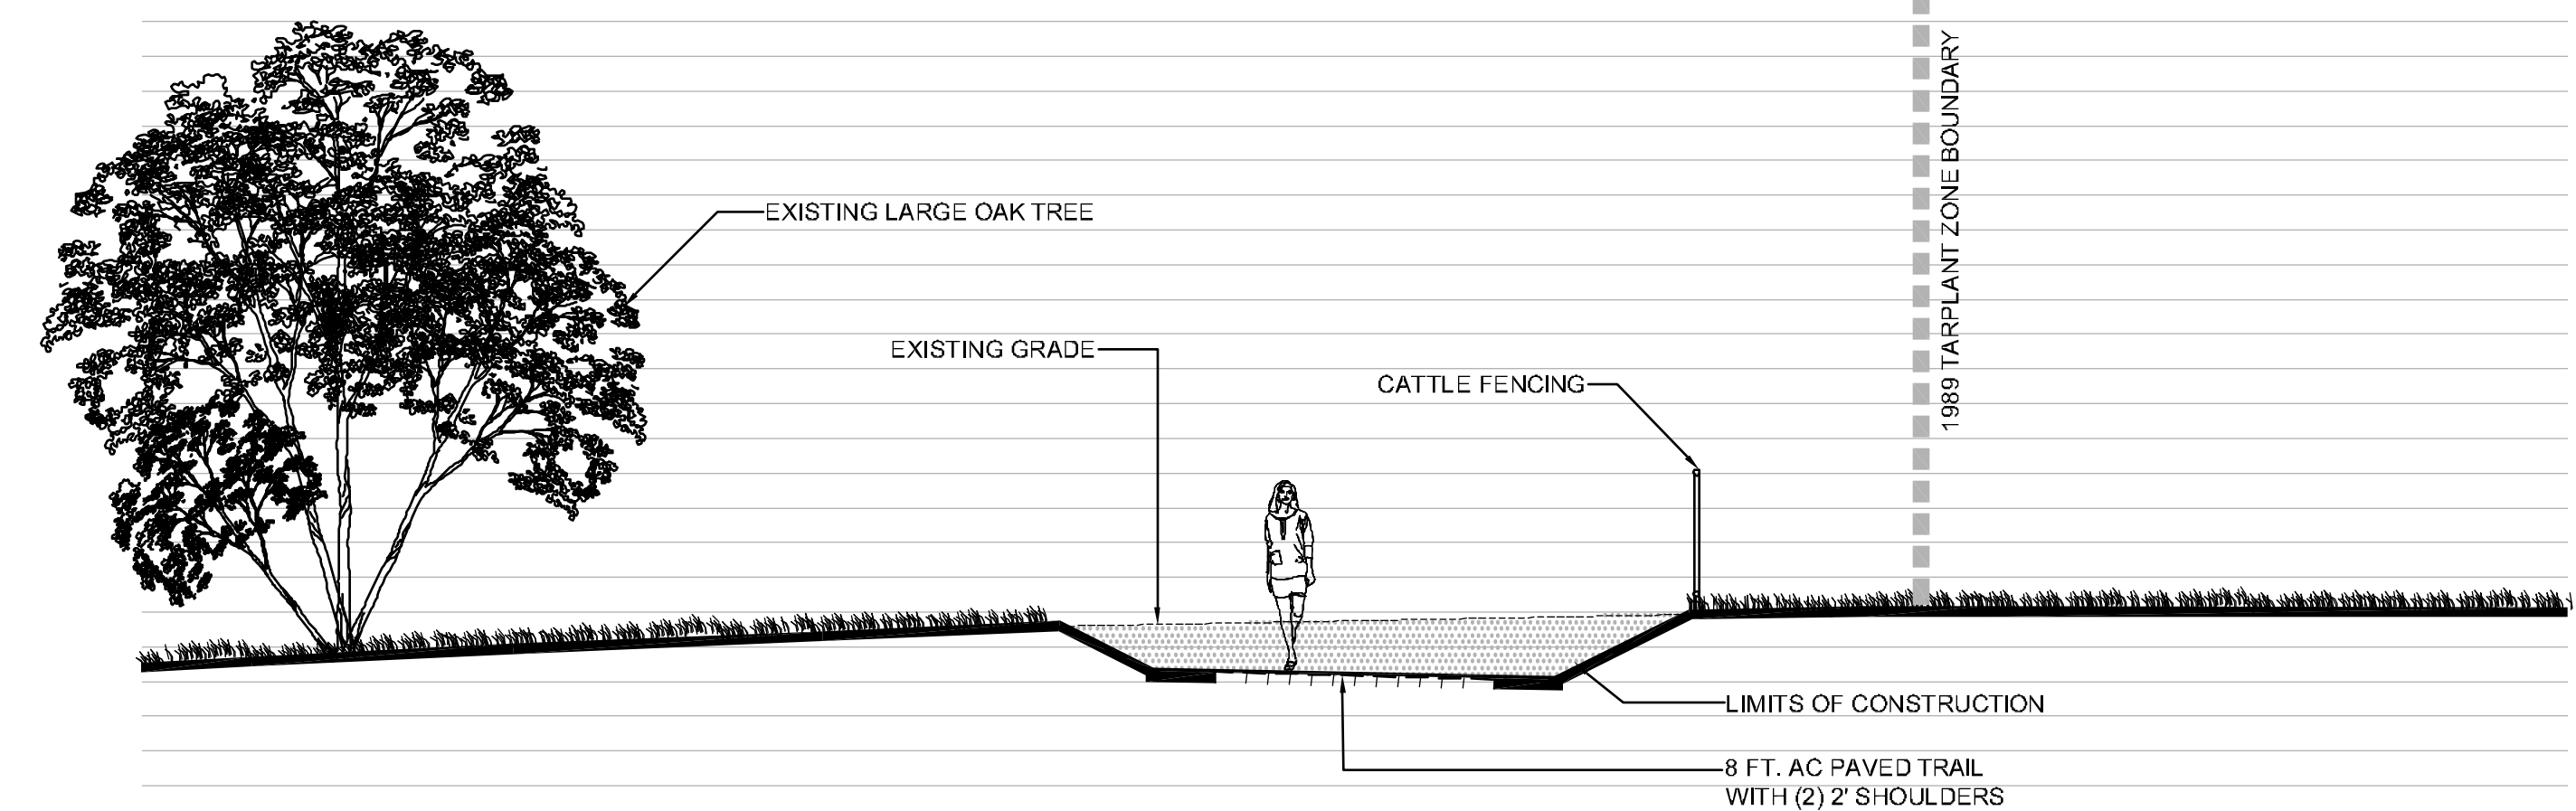 1989 TARPLANT ZONE BOUNDARY
EXISTING LARGE OAK TREE
EXISTING GRADE
CATTLE FENCING
LIMITS OF CONSTRUCTION
8 FT. AC PAVED TRAIL
WITH (2) 2' SHOULDERS